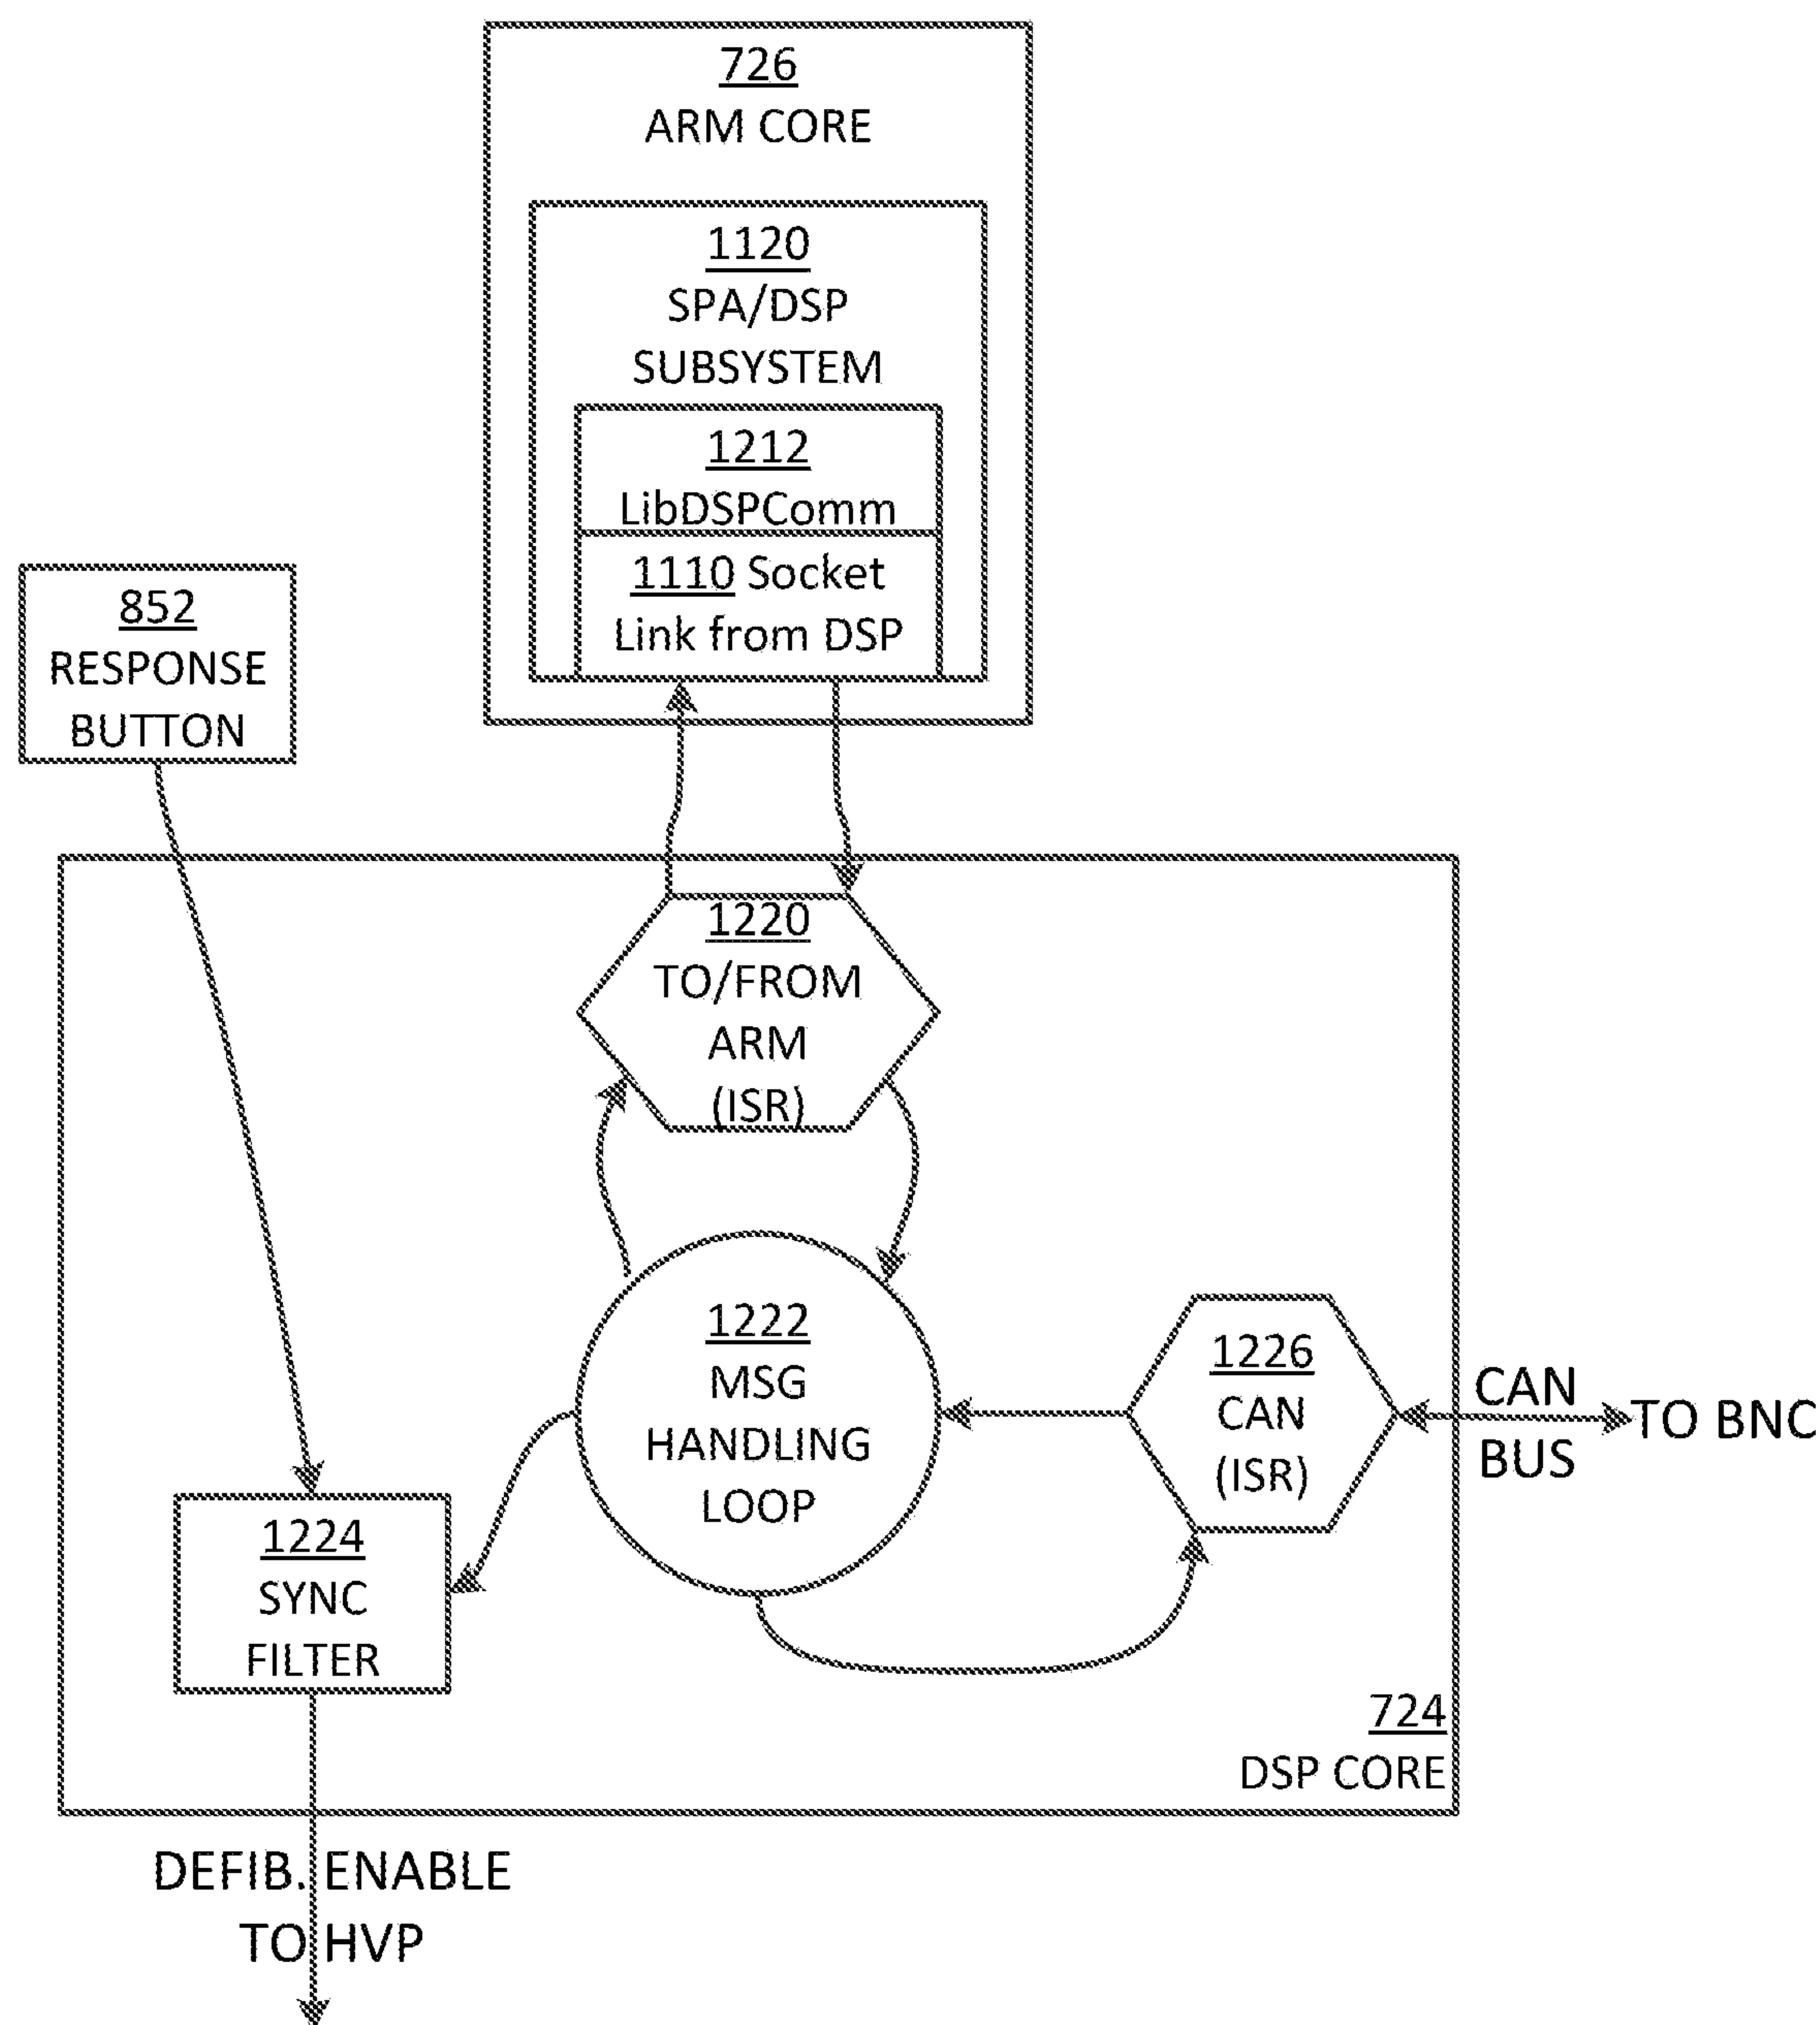 726
ARM CORE
1120
SPA/DSP
SUBSYSTEM
1212
LibDSPComm
1110 Socket
Link from DSP
852
RESPONSE
BUTTON
1220
TO/FROM
ARM
(ISR)
1222
MSG
HANDLING
LOOP
1226
CAN
(ISR)
CAN
BUS
TO BNC
1224
SYNC
FILTER
724
DSP CORE
DEFIB. ENABLE
TO HVP